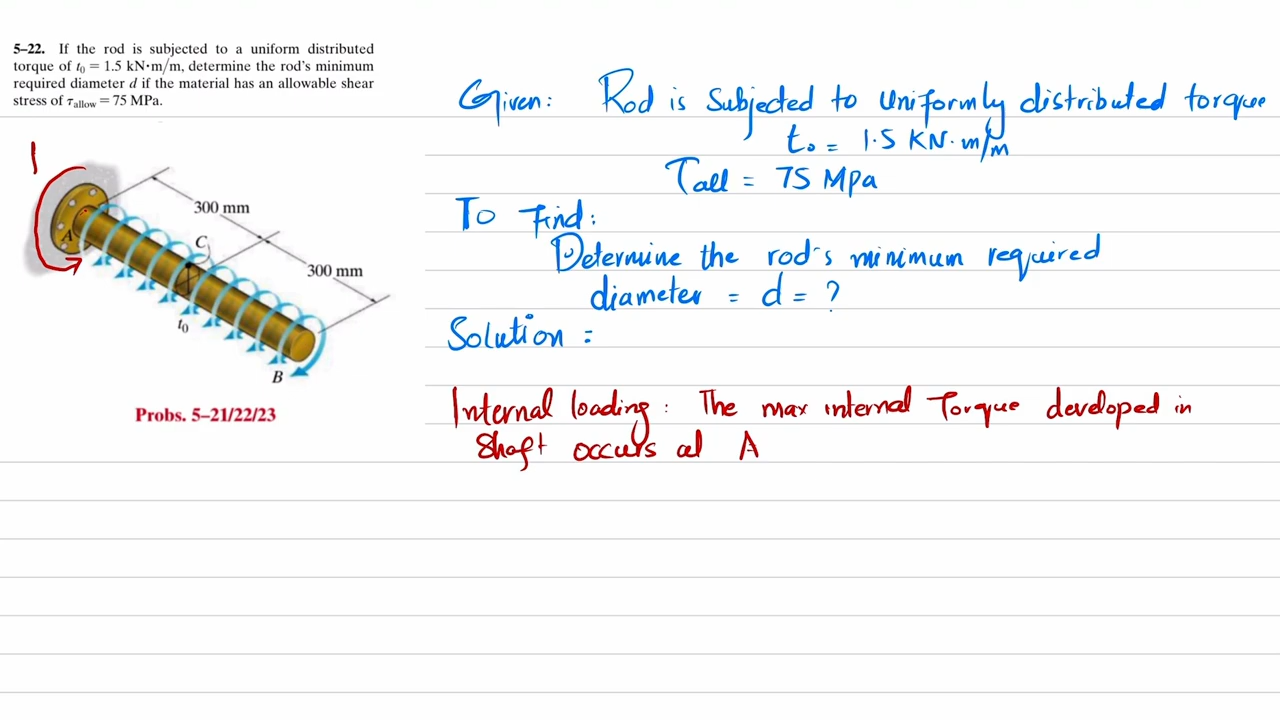 5–22. If the rod is subjected to a uniform distributed
torque of t₀ = 1.5 kN·m/m, determine the rod's minimum
required diameter d if the material has an allowable shear
stress of τallow = 75 MPa.
300 mm
300 mm
A
C
t₀
B
Probs. 5–21/22/23
Given: Rod is subjected to uniformly distributed torque
t₀ = 1.5 KN.m/m
τall = 75 MPa
To Find:
Determine the rod's minimum required
diameter = d = ?
Solution =
Internal loading: The max internal Torque developed in
shaft occurs at A